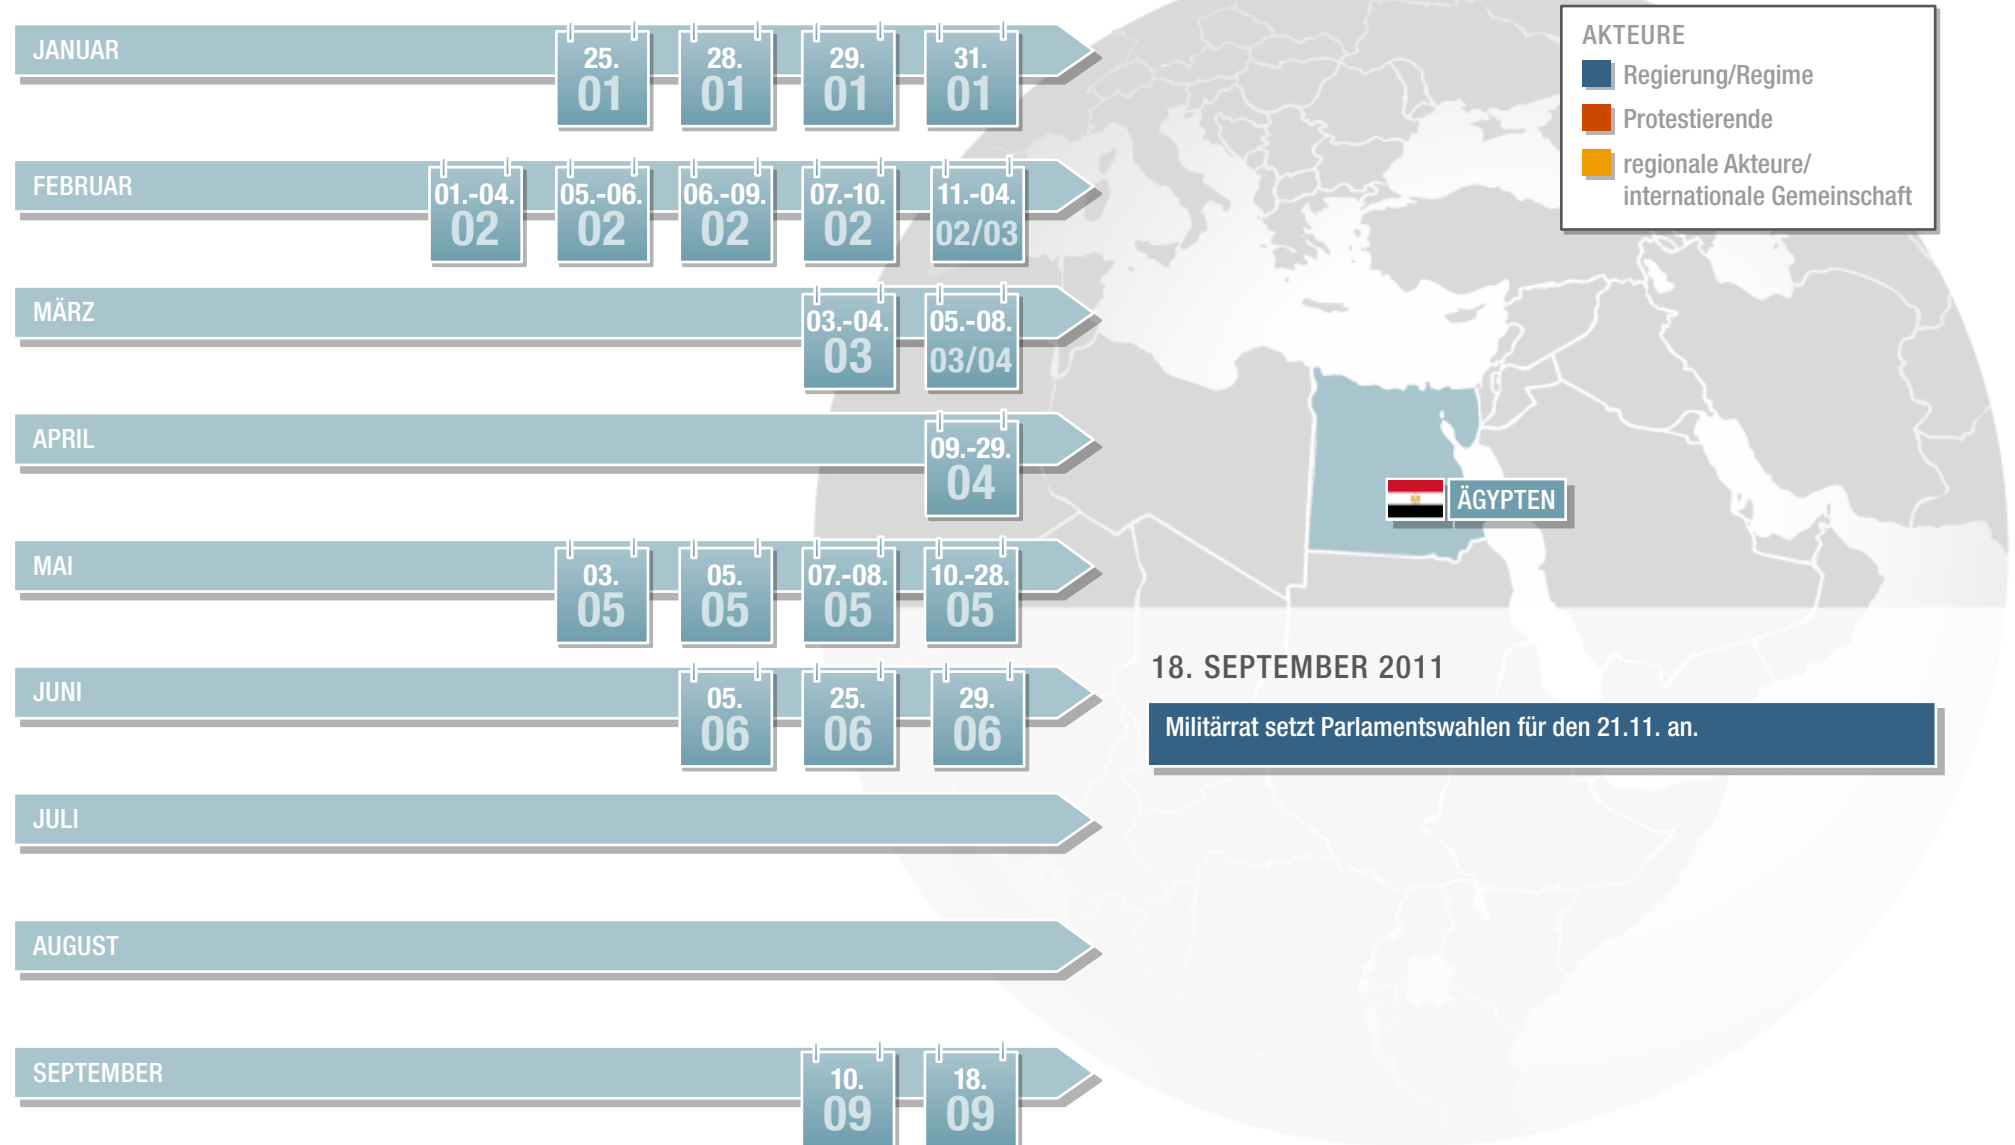 JANUAR
25.
01
28.
01
29.
01
31.
01
FEBRUAR
01.-04.
02
05.-06.
02
06.-09.
02
07.-10.
02
11.-04.
02/03
MÄRZ
03.-04.
03
05.-08.
03/04
APRIL
09.-29.
04
MAI
03.
05
05.
05
07.-08.
05
10.-28.
05
JUNI
05.
06
25.
06
29.
06
JULI
AUGUST
SEPTEMBER
10.
09
18.
09
AKTEURE
Regierung/Regime
Protestierende
regionale Akteure/
internationale Gemeinschaft
ÄGYPTEN
18. SEPTEMBER 2011
Militärrat setzt Parlamentswahlen für den 21.11. an.